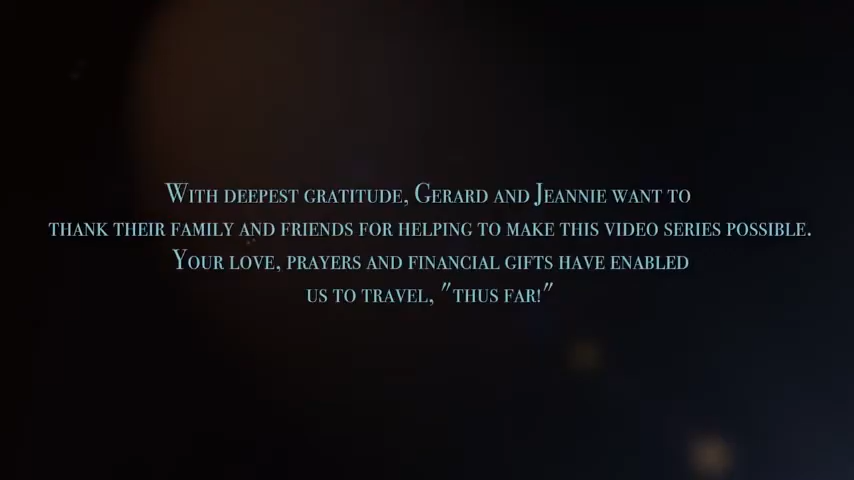 With deepest gratitude, Gerard and Jeannie want to
thank their family and friends for helping to make this video series possible.
Your love, prayers and financial gifts have enabled
us to travel, "thus far!"